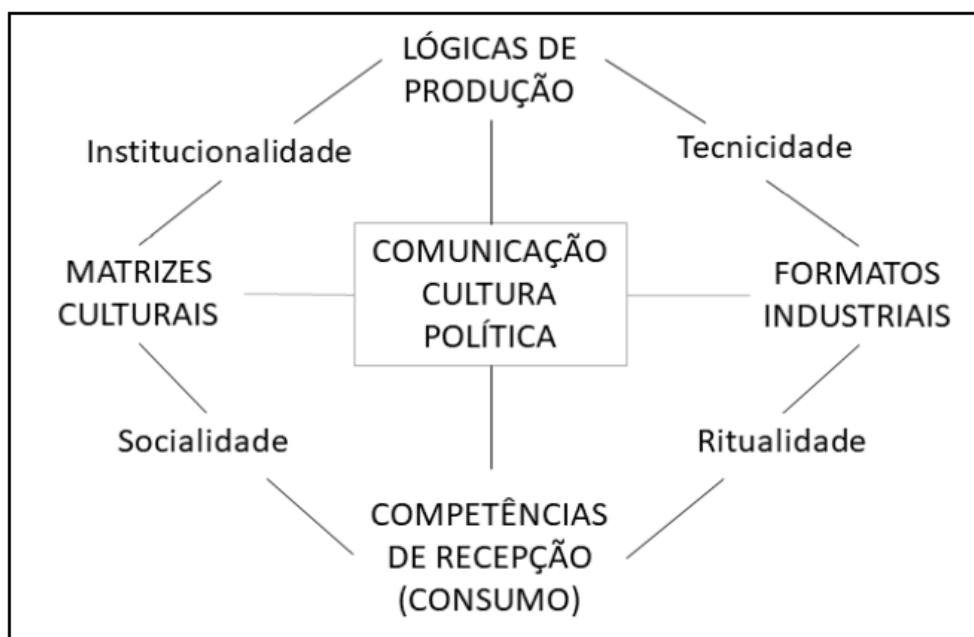 LÓGICAS DE
PRODUÇÃO
Institucionalidade
Tecnicidade
MATRIZES
CULTURAIS
COMUNICAÇÃO
CULTURA
POLÍTICA
FORMATOS
INDUSTRIAIS
Socialidade
Ritualidade
COMPETÊNCIAS
DE RECEPÇÃO
(CONSUMO)